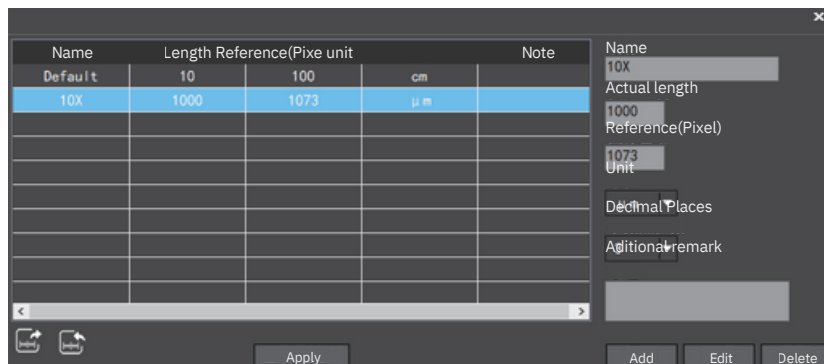 ×
Name Length Reference(Pixe unit Note
Default 10 100 cm
10X 1000 1073 μm
Name
10X
Actual length
1000
Reference(Pixel)
1073
Unit
Decimal Places
Aditional remark
Apply
Add Edit Delete